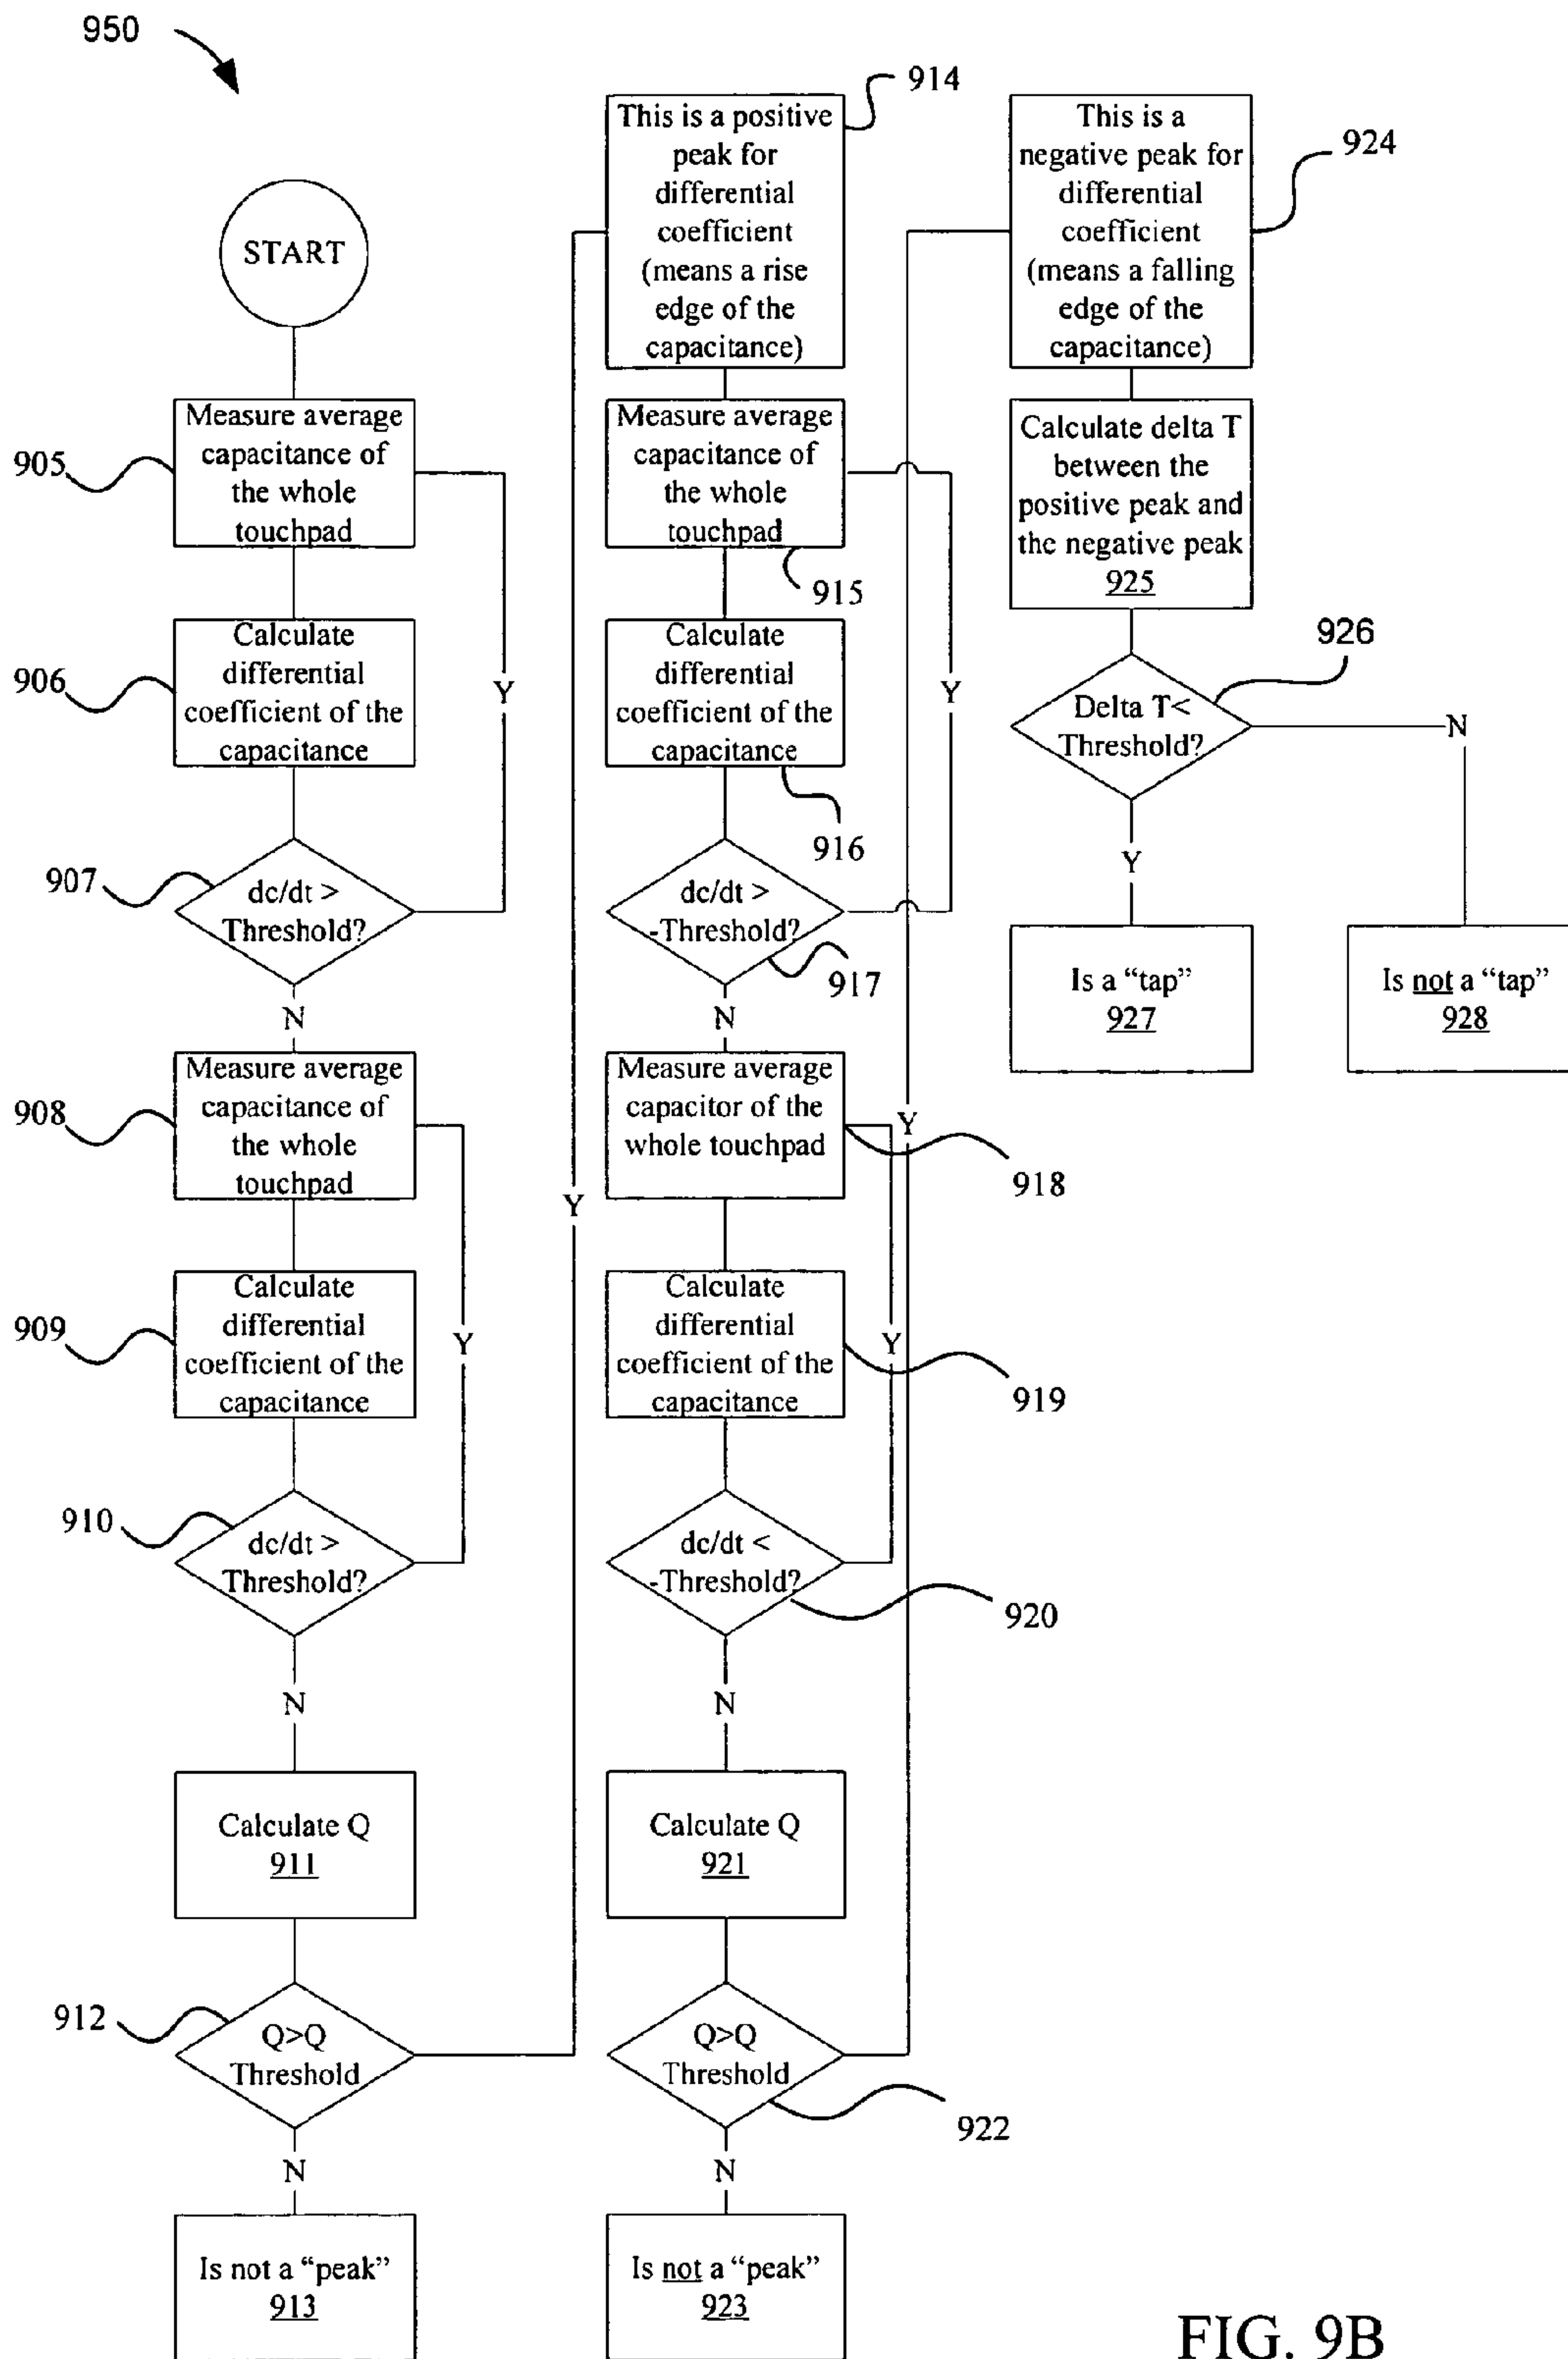 950
START
905
Measure average
capacitance of
the whole
touchpad
906
Calculate
differential
coefficient of the
capacitance
907
dc/dt >
Threshold?
Y
N
908
Measure average
capacitance of
the whole
touchpad
909
Calculate
differential
coefficient of the
capacitance
910
dc/dt >
Threshold?
Y
N
Calculate Q
911
912
Q>Q
Threshold
Y
N
Is not a “peak”
913
914
This is a positive
peak for
differential
coefficient
(means a rise
edge of the
capacitance)
Measure average
capacitance of
the whole
touchpad
915
Calculate
differential
coefficient of the
capacitance
916
dc/dt >
-Threshold?
917
Y
N
Measure average
capacitor of the
whole touchpad
918
Calculate
differential
coefficient of the
capacitance
919
dc/dt <
-Threshold?
920
Y
N
Calculate Q
921
Q>Q
Threshold
922
Y
N
Is not a “peak”
923
This is a
negative peak for
differential
coefficient
(means a falling
edge of the
capacitance)
924
Calculate delta T
between the
positive peak and
the negative peak
925
926
Delta T<
Threshold?
N
Y
Is a “tap”
927
Is not a “tap”
928
FIG. 9B